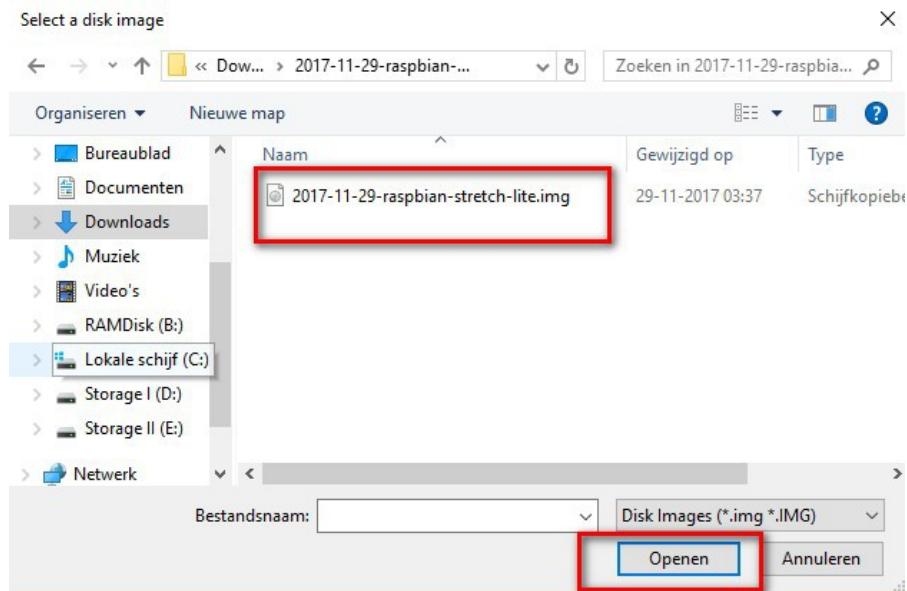 Select a disk image
« Dow... › 2017-11-29-raspbian-... Zoeken in 2017-11-29-raspbia...
Organiseren Nieuwe map
Naam Gewijzigd op Type
Bureaublad
2017-11-29-raspbian-stretch-lite.img 29-11-2017 03:37 Schijfkopiebe
Documenten
Downloads
Muziek
Video's
RAMDisk (B:)
Lokale schijf (C:)
Storage I (D:)
Storage II (E:)
Netwerk
Bestandsnaam: Disk Images (*.img *.IMG)
Openen Annuleren